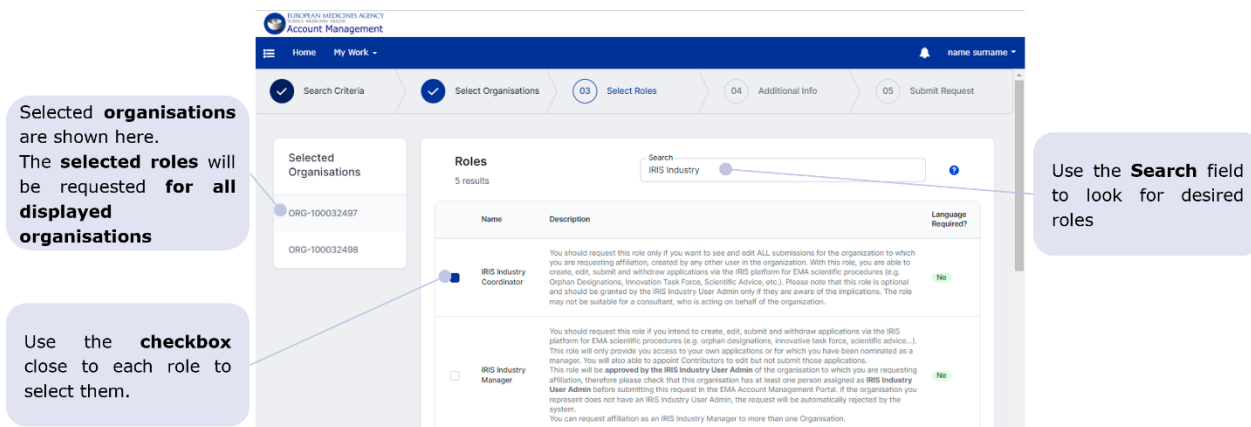 EUROPEAN MEDICINES AGENCY
SCIENCE MEDICINES HEALTH
Account Management
Home My Work
name surname
Search Criteria
Select Organisations
03 Select Roles
04 Additional Info
05 Submit Request
Selected organisations
are shown here.
The selected roles will
be requested for all
displayed
organisations
Selected
Organisations
ORG-100032497
ORG-100032498
Roles
5 results
Search
IRIS Industry
?
Use the Search field
to look for desired
roles
Name
Description
Language
Required?
IRIS Industry
Coordinator
You should request this role only if you want to see and edit ALL submissions for the organization to which
you are requesting affiliation, created by any other user in the organization. With this role, you are able to
create, edit, submit and withdraw applications via the IRIS platform for EMA scientific procedures (e.g.
Orphan Designations, Innovation Task Force, Scientific Advice, etc.). Please note that this role is optional
and should be granted by the IRIS Industry User Admin only if they are aware of the implications. The role
may not be suitable for a consultant, who is acting on behalf of the organization.
No
Use the checkbox
close to each role to
select them.
IRIS Industry
Manager
You should request this role if you intend to create, edit, submit and withdraw applications via the IRIS
platform for EMA scientific procedures (e.g. orphan designations, innovative task force, scientific advice...).
This role will only provide you access to your own applications or for which you have been nominated as a
manager. You will also able to appoint Contributors to edit but not submit those applications.
This role will be approved by the IRIS Industry User Admin of the organisation to which you are requesting
affiliation, therefore please check that this organisation has at least one person assigned as IRIS Industry
User Admin before submitting this request in the EMA Account Management Portal. If the organisation you
represent does not have an IRIS Industry User Admin, the request will be automatically rejected by the
system.
You can request affiliation as an IRIS Industry Manager to more than one Organisation.
No